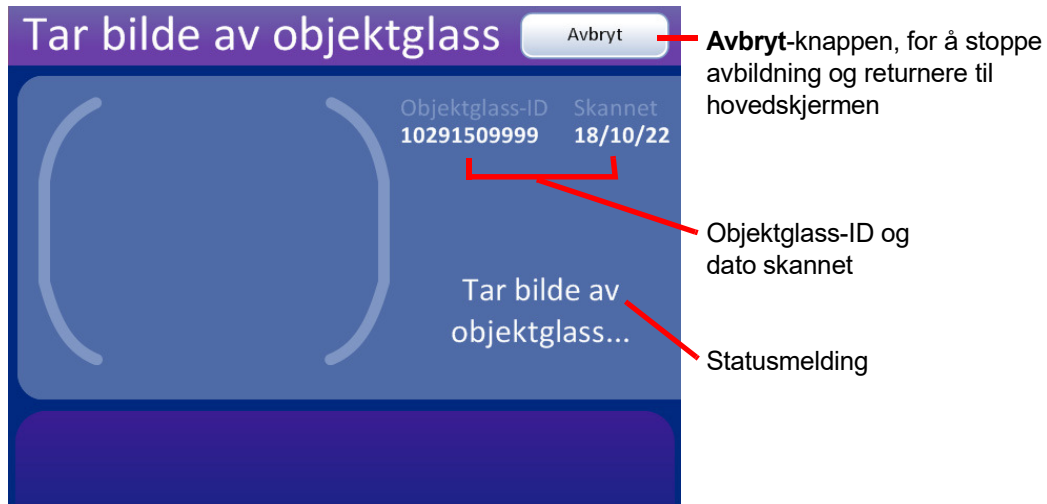 Tar bilde av objektglass
Avbryt
Avbryt-knappen, for å stoppe
avbildning og returnere til
hovedskjermen
Objektglass-ID Skannet
10291509999 18/10/22
Objektglass-ID og
dato skannet
Tar bilde av
objektglass...
Statusmelding